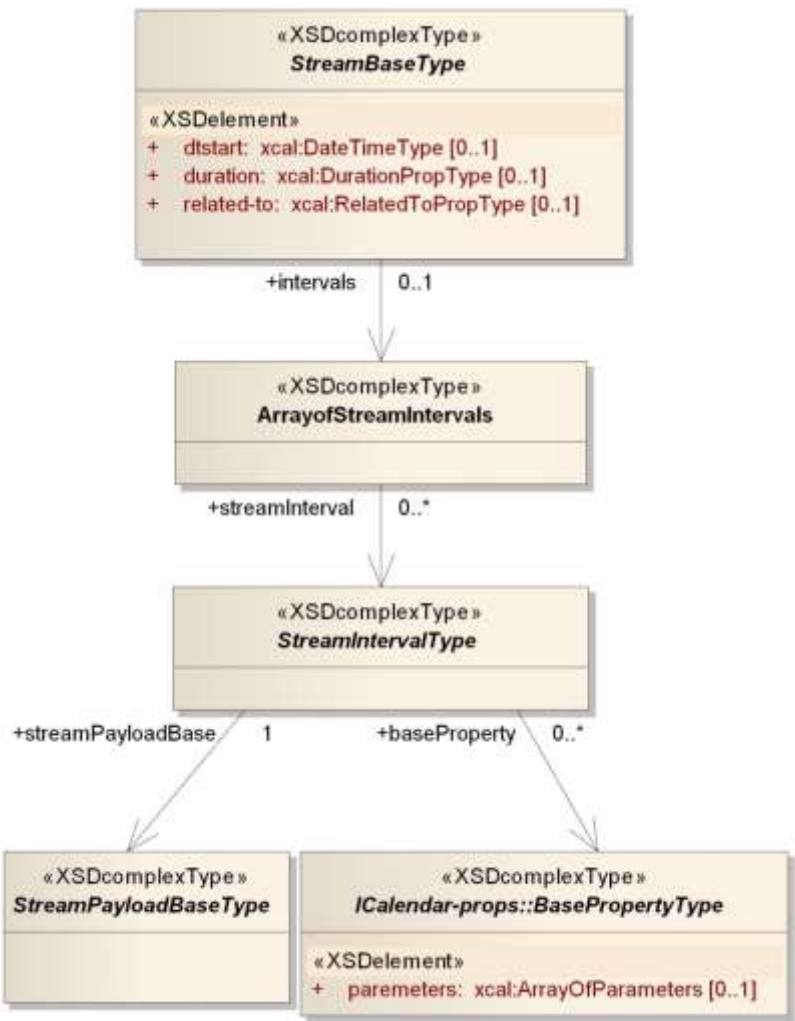 «XSDcomplexType»
StreamBaseType
«XSDelement»
+ dtstart: xcal:DateTimeType [0..1]
+ duration: xcal:DurationPropType [0..1]
+ related-to: xcal:RelatedToPropType [0..1]
+intervals 0..1
«XSDcomplexType»
ArrayofStreamIntervals
+streamInterval 0..*
«XSDcomplexType»
StreamIntervalType
+streamPayloadBase 1 +baseProperty 0..*
«XSDcomplexType»
StreamPayloadBaseType
«XSDcomplexType»
ICalendar-props::BasePropertyType
«XSDelement»
+ paremeters: xcal:ArrayOfParameters [0..1]